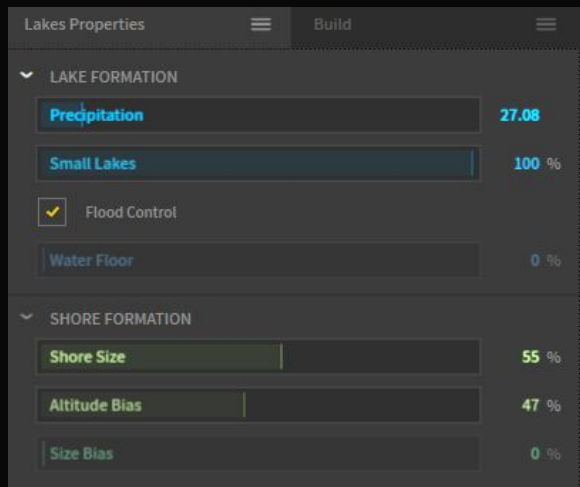 Lakes Properties Build
LAKE FORMATION
Precipitation 27.08
Small Lakes 100 %
Flood Control
Water Floor 0 %
SHORE FORMATION
Shore Size 55 %
Altitude Bias 47 %
Size Bias 0 %